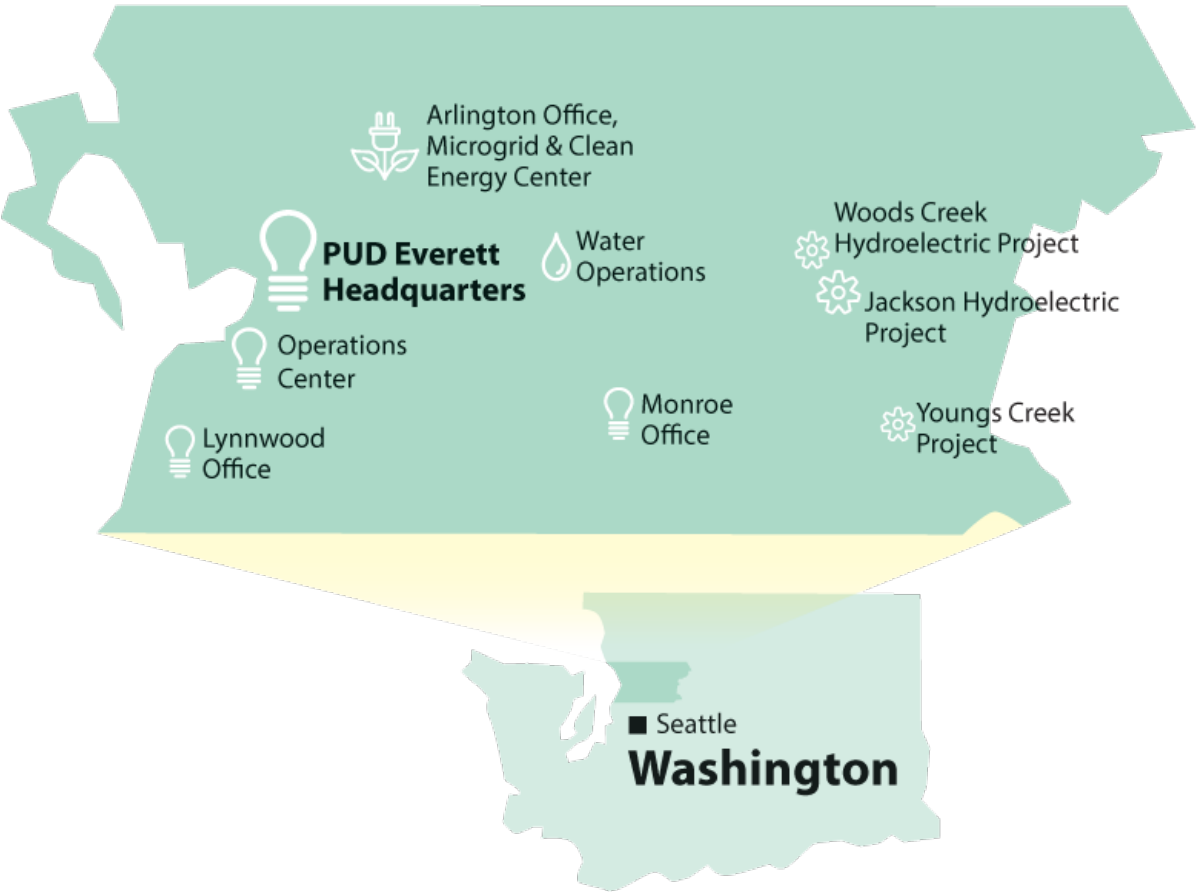 Arlington Office,
Microgrid & Clean
Energy Center
Woods Creek
Hydroelectric Project
PUD Everett
Headquarters
Water
Operations
Jackson Hydroelectric
Project
Operations
Center
Monroe
Office
Youngs Creek
Project
Lynnwood
Office
Seattle
Washington